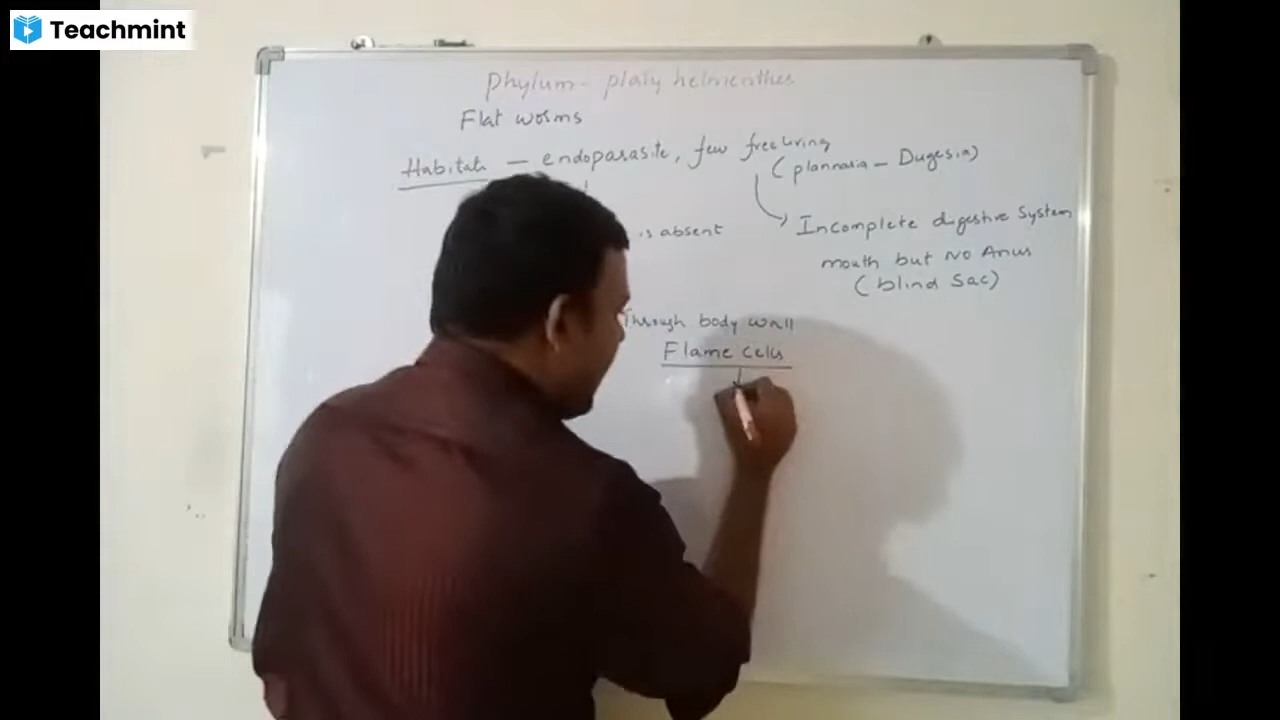 Teachmint
Phylum - platy helmenthes
Flat worms
Habitat - endoparasite, few free living
(plannaria - Dugesia)
is absent
Incomplete digestive System
mouth but No Anus
(blind Sac)
Through body wall
Flame cells